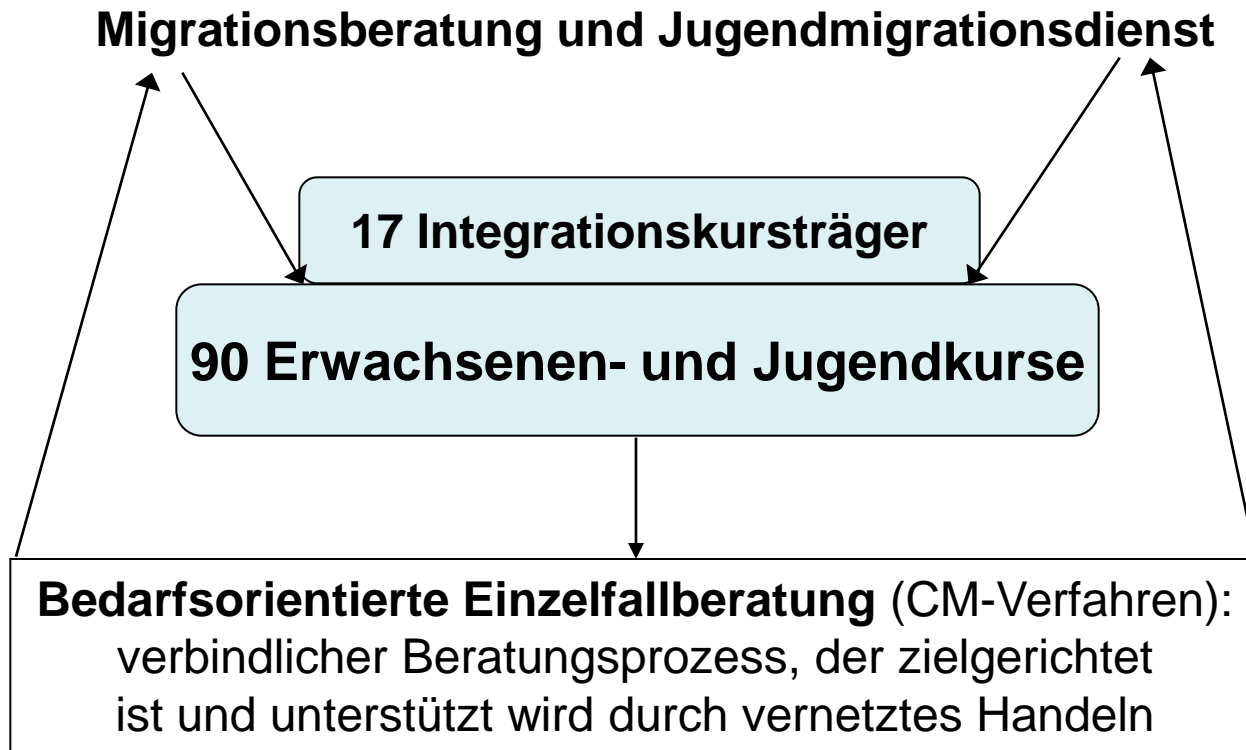 Migrationsberatung und Jugendmigrationsdienst
17 Integrationskursträger
90 Erwachsenen- und Jugendkurse
Bedarfsorientierte Einzelfallberatung (CM-Verfahren):
verbindlicher Beratungsprozess, der zielgerichtet
ist und unterstützt wird durch vernetztes Handeln